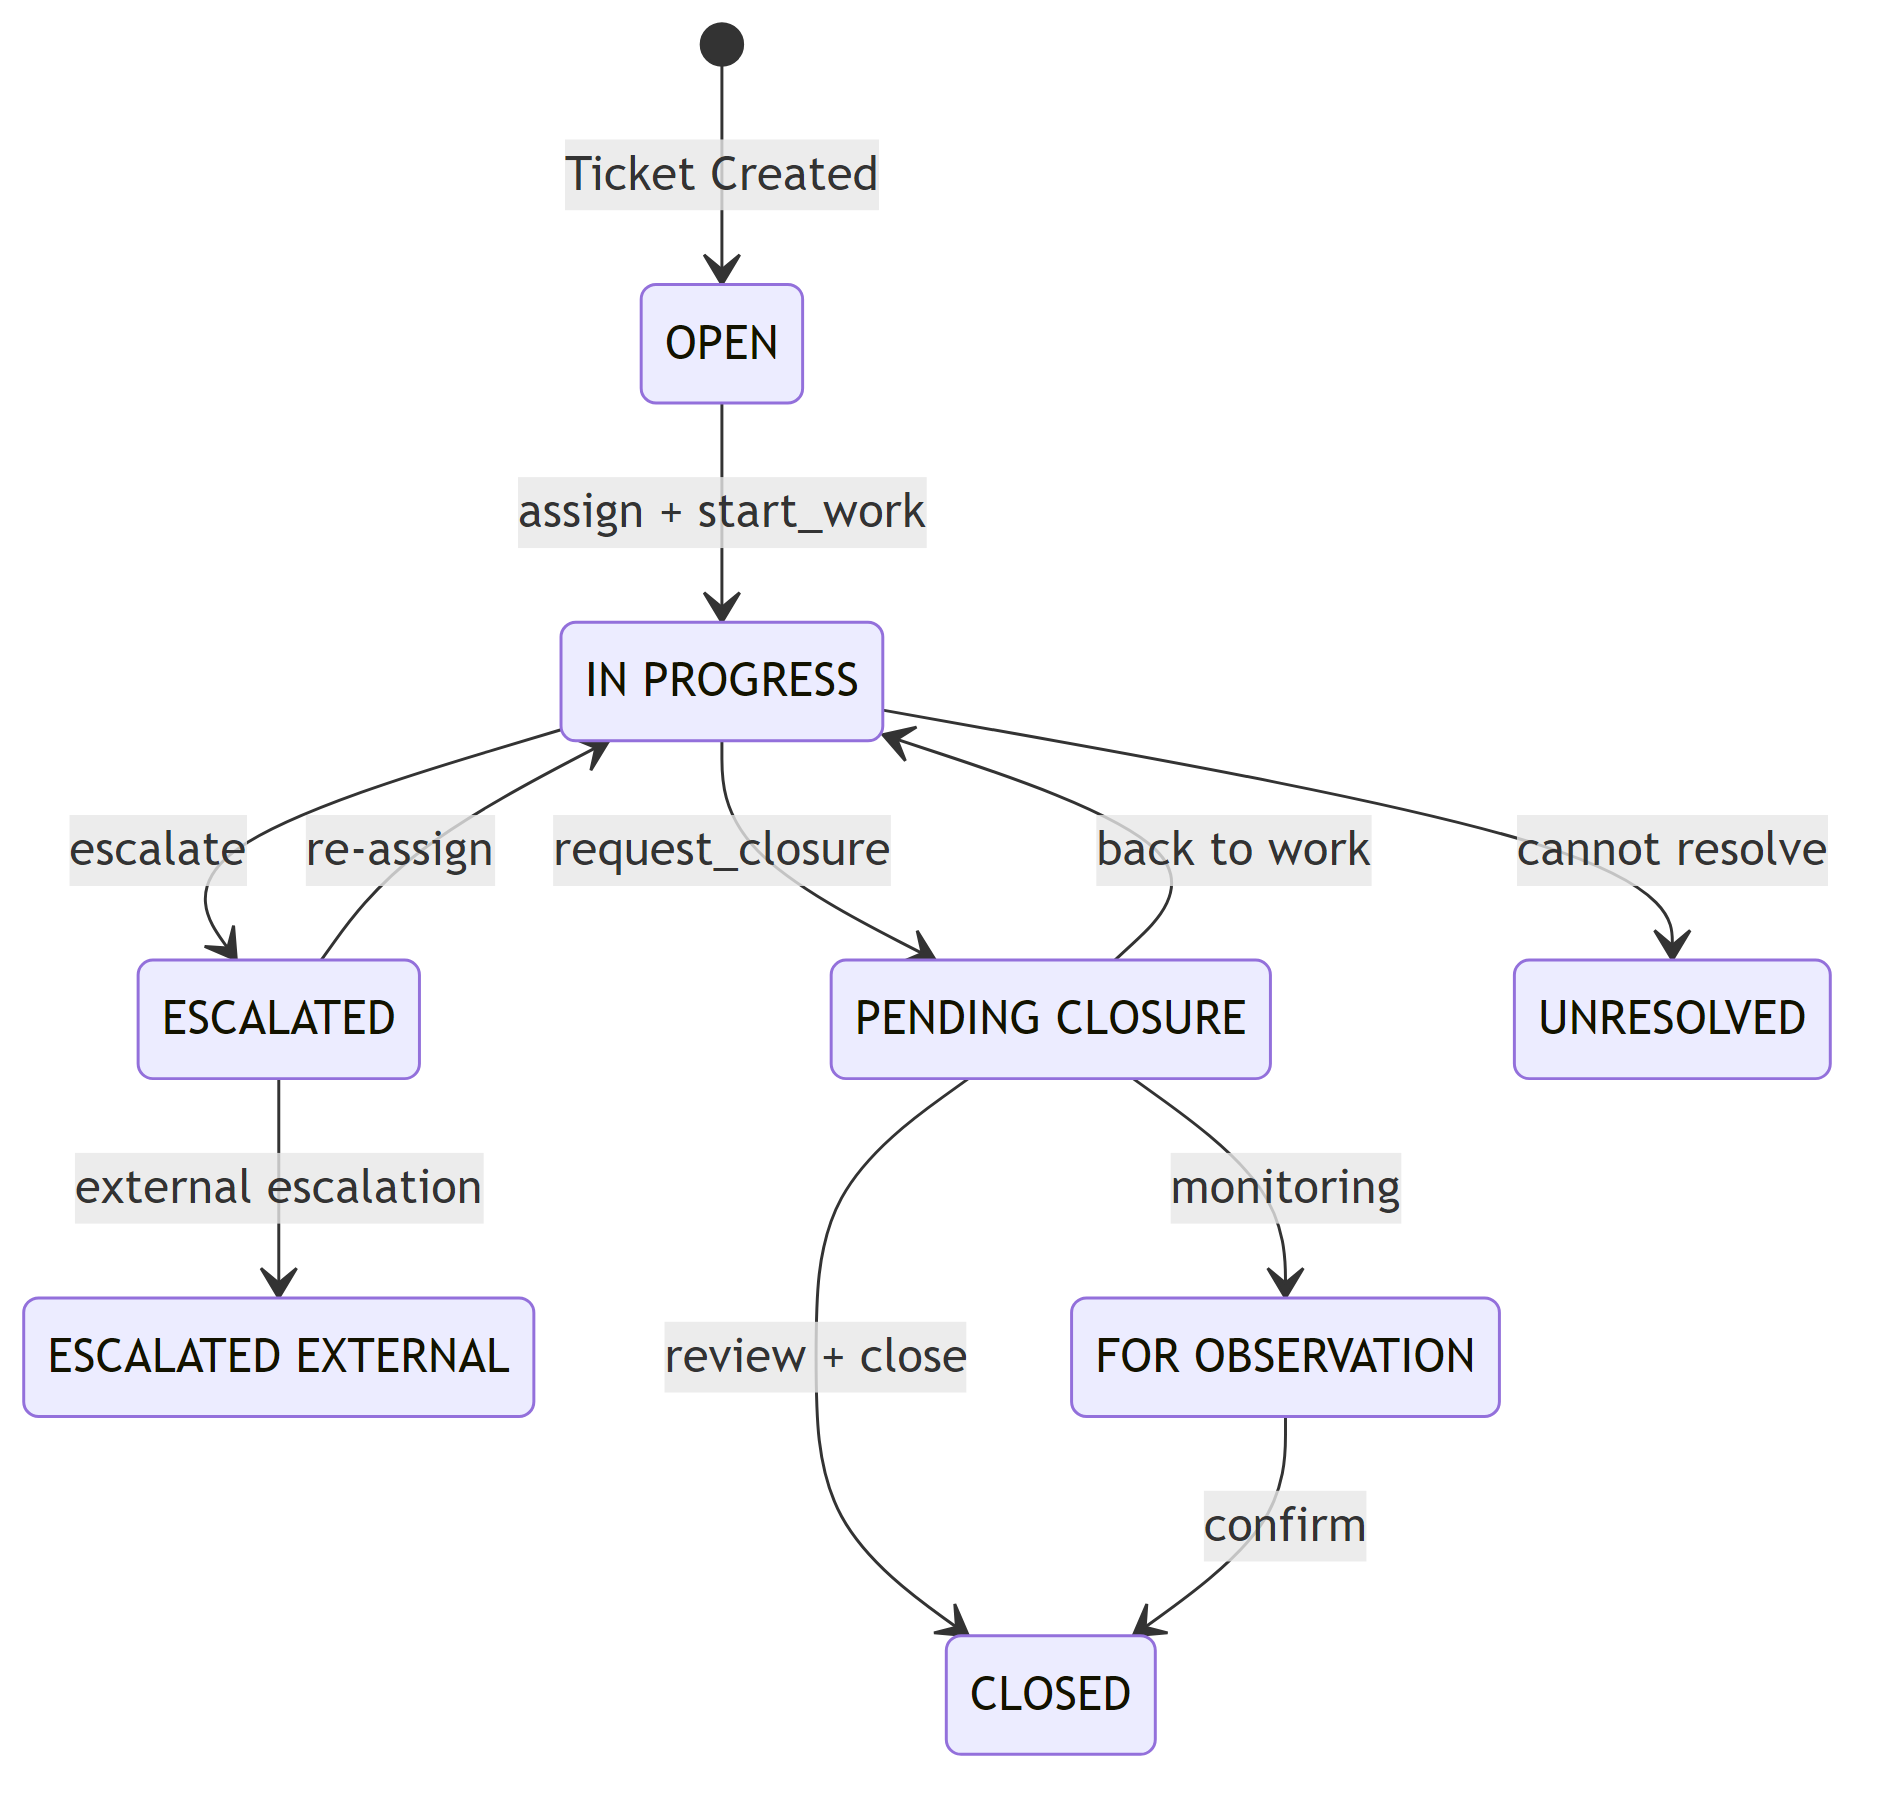 Ticket Created
OPEN
assign + start_work
IN PROGRESS
escalate
re-assign
request_closure
back to work
cannot resolve
ESCALATED
PENDING CLOSURE
UNRESOLVED
external escalation
monitoring
ESCALATED EXTERNAL
review + close
FOR OBSERVATION
confirm
CLOSED